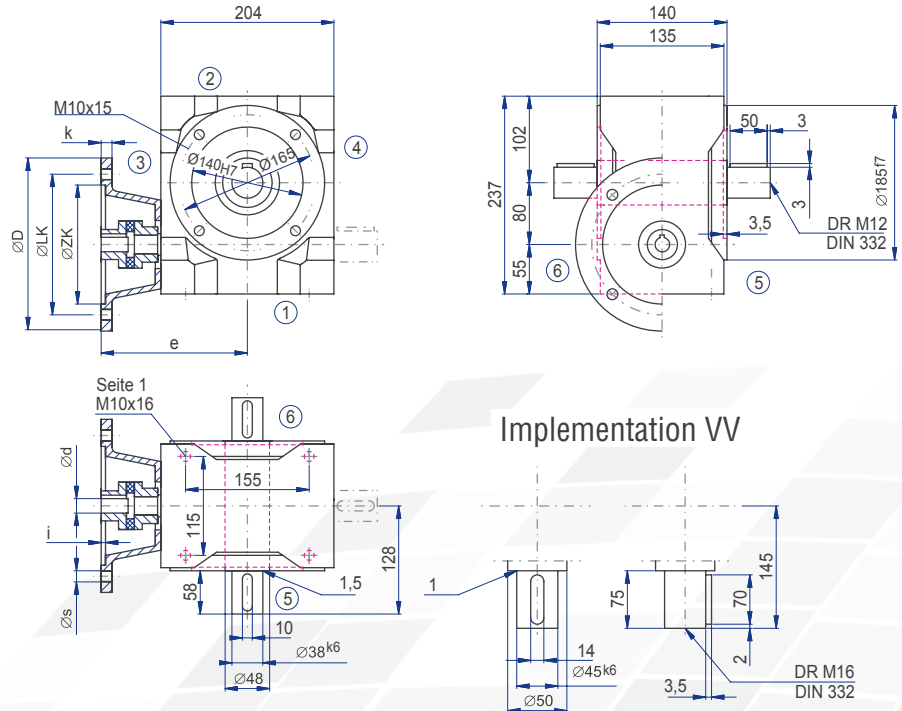 204
M10x15
②
k
③
④
Ø140H7
Ø165
ØD
ØLK
ØZK
①
e
140
135
50
3
102
237
80
55
Ø185f7
3
3,5
DR M12
DIN 332
⑥
⑤
Seite 1
M10x16
⑥
Ød
155
115
i
128
58
1,5
⑤
Øs
10
Ø38k6
Ø48
Implementation VV
1
75
70
145
14
2
Ø45k6
Ø50
3,5
DR M16
DIN 332